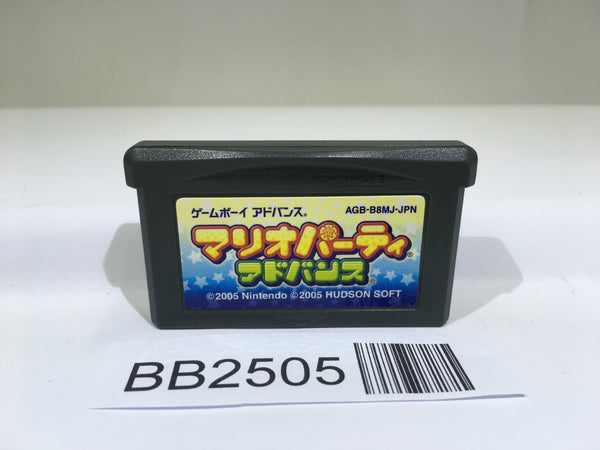 ゲームボーイ アドバンス® AGB-B8MJ-JPN
マリオパーティ®
アドバンス®
©2005 Nintendo ©2005 HUDSON SOFT
BB2505